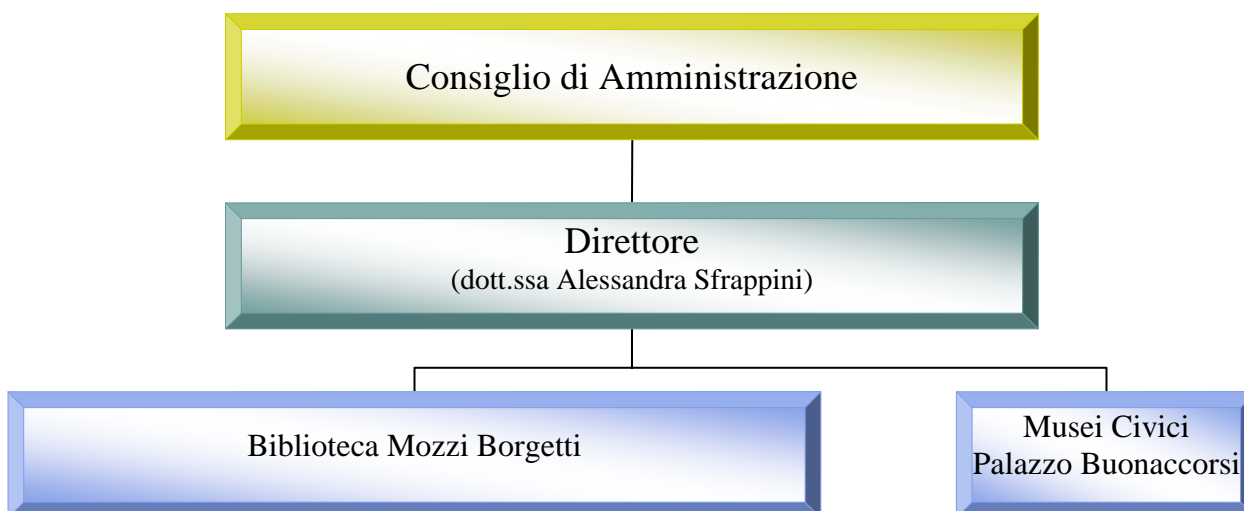 Consiglio di Amministrazione
Direttore
(dott.ssa Alessandra Sfrappini)
Biblioteca Mozzi Borgetti
Musei Civici
Palazzo Buonaccorsi